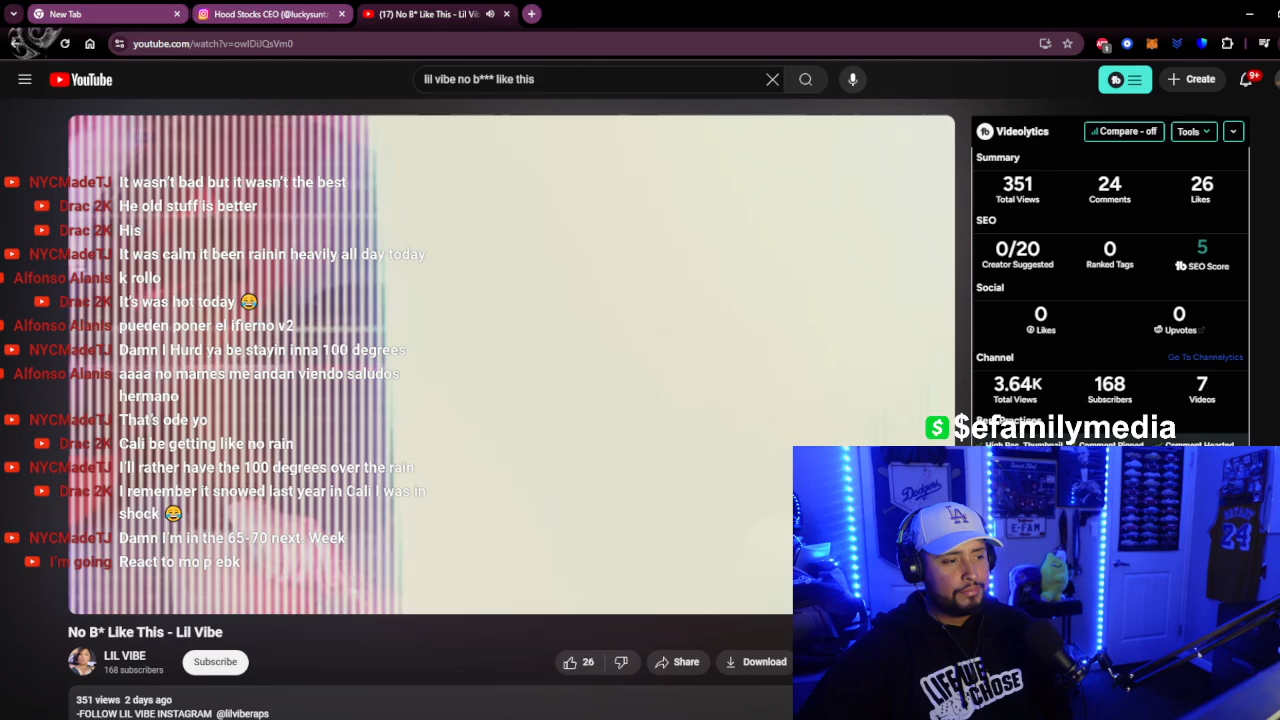 New Tab
Hood Stocks CEO (@luckysunt
(17) No B* Like This - Lil Vib
youtube.com/watch?v=owIDiJQsVm0
1
YouTube
lil vibe no b*** like this
Create
9+
NYCMadeTJ It wasn't bad but it wasn't the best
Drac 2K He old stuff is better
Drac 2K His
NYCMadeTJ It was calm it been rainin heavily all day today
Alfonso Alanis k rollo
Drac 2K It's was hot today 😂
Alfonso Alanis pueden poner el ifierno v2
NYCMadeTJ Damn I Hurd ya be stayin inna 100 degrees
Alfonso Alanis aaaa no mames me andan viendo saludos
hermano
NYCMadeTJ That's ode yo
Drac 2K Cali be getting like no rain
NYCMadeTJ I'll rather have the 100 degrees over the rain
Drac 2K I remember it snowed last year in Cali I was in
shock 😂
NYCMadeTJ Damn I'm in the 65-70 next. Week
I'm going React to mo p ebk
Videolytics
Compare - off
Tools
Summary
351 24 26
Total Views Comments Likes
SEO
0/20 0 5
Creator Suggested Ranked Tags SEO Score
Social
0 0
Likes Upvotes
Channel Go To Channelytics
3.64K 168 7
Total Views Subscribers Videos
$efamilymedia
No B* Like This - Lil Vibe
LIL VIBE
168 subscribers
Subscribe
26
Share
Download
351 views 2 days ago
-FOLLOW LIL VIBE INSTAGRAM @lilviberaps
Dodgers
E-FAM
LA
DETROIT
24
LIFE WE
CHOSE